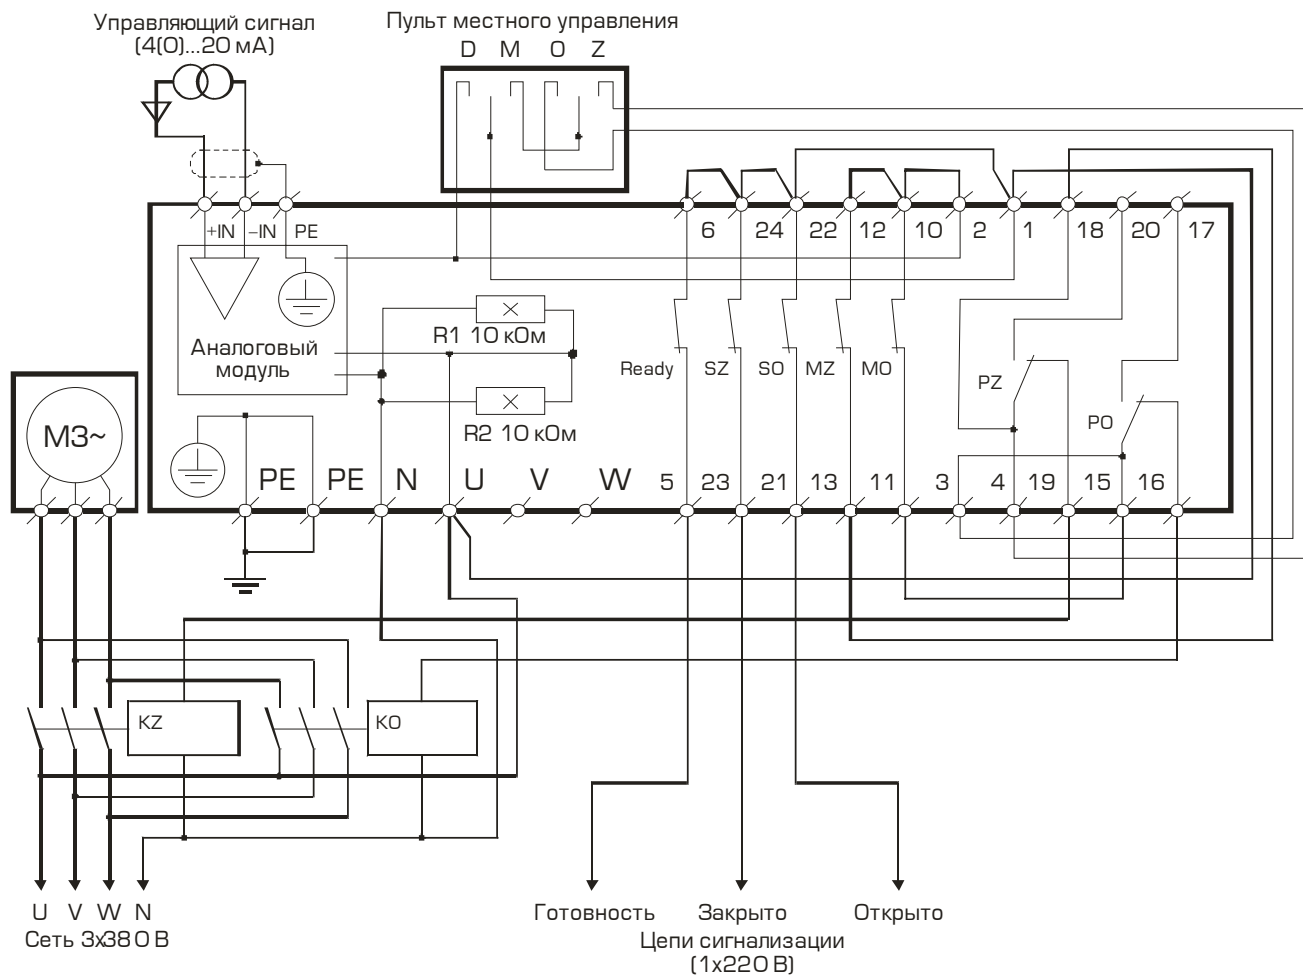 Управляющий сигнал
(4(0)...20 мА)
Пульт местного управления
D M O Z
6 24 22 12 10 2 1 18 20 17
+IN –IN PE
R1 10 кОм
Аналоговый
модуль
Ready SZ SO MZ MO
PZ
PO
R2 10 кОм
M3~
PE PE N U V W 5 23 21 13 11 3 4 19 15 16
KZ
KO
U V W N
Сеть 3x380 В
Готовность
Закрыто
Открыто
Цепи сигнализации
(1x220 В)